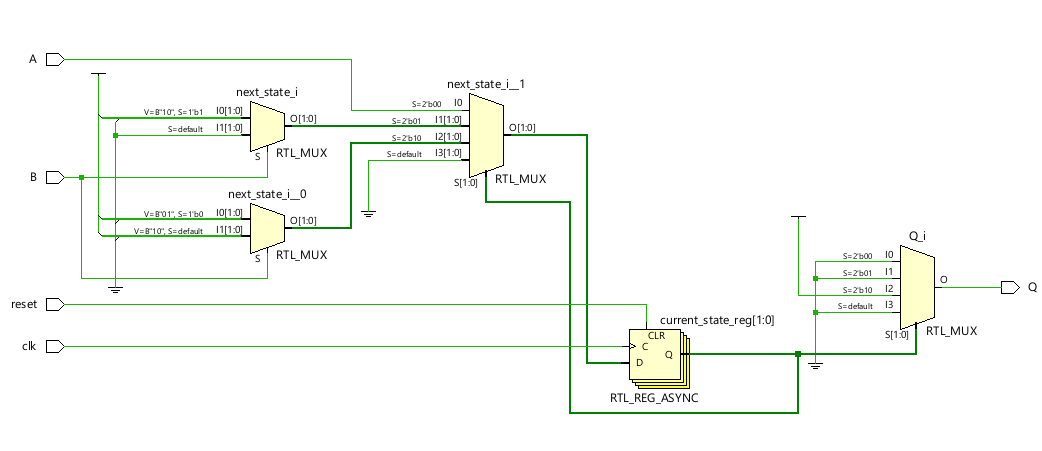 A
next_state_i
V=B"10", S=1'b1
I0[1:0]
S=default
I1[1:0]
O[1:0]
S
RTL_MUX
B
next_state_i__0
V=B"01", S=1'b0
I0[1:0]
V=B"10", S=default
I1[1:0]
O[1:0]
S
RTL_MUX
next_state_i__1
S=2'b00
I0
S=2'b01
I1[1:0]
S=2'b10
I2[1:0]
S=default
I3[1:0]
O[1:0]
S[1:0]
RTL_MUX
reset
clk
current_state_reg[1:0]
CLR
C
D
Q
RTL_REG_ASYNC
Q_i
S=2'b00
I0
S=2'b01
I1
S=2'b10
I2
S=default
I3
O
S[1:0]
RTL_MUX
Q